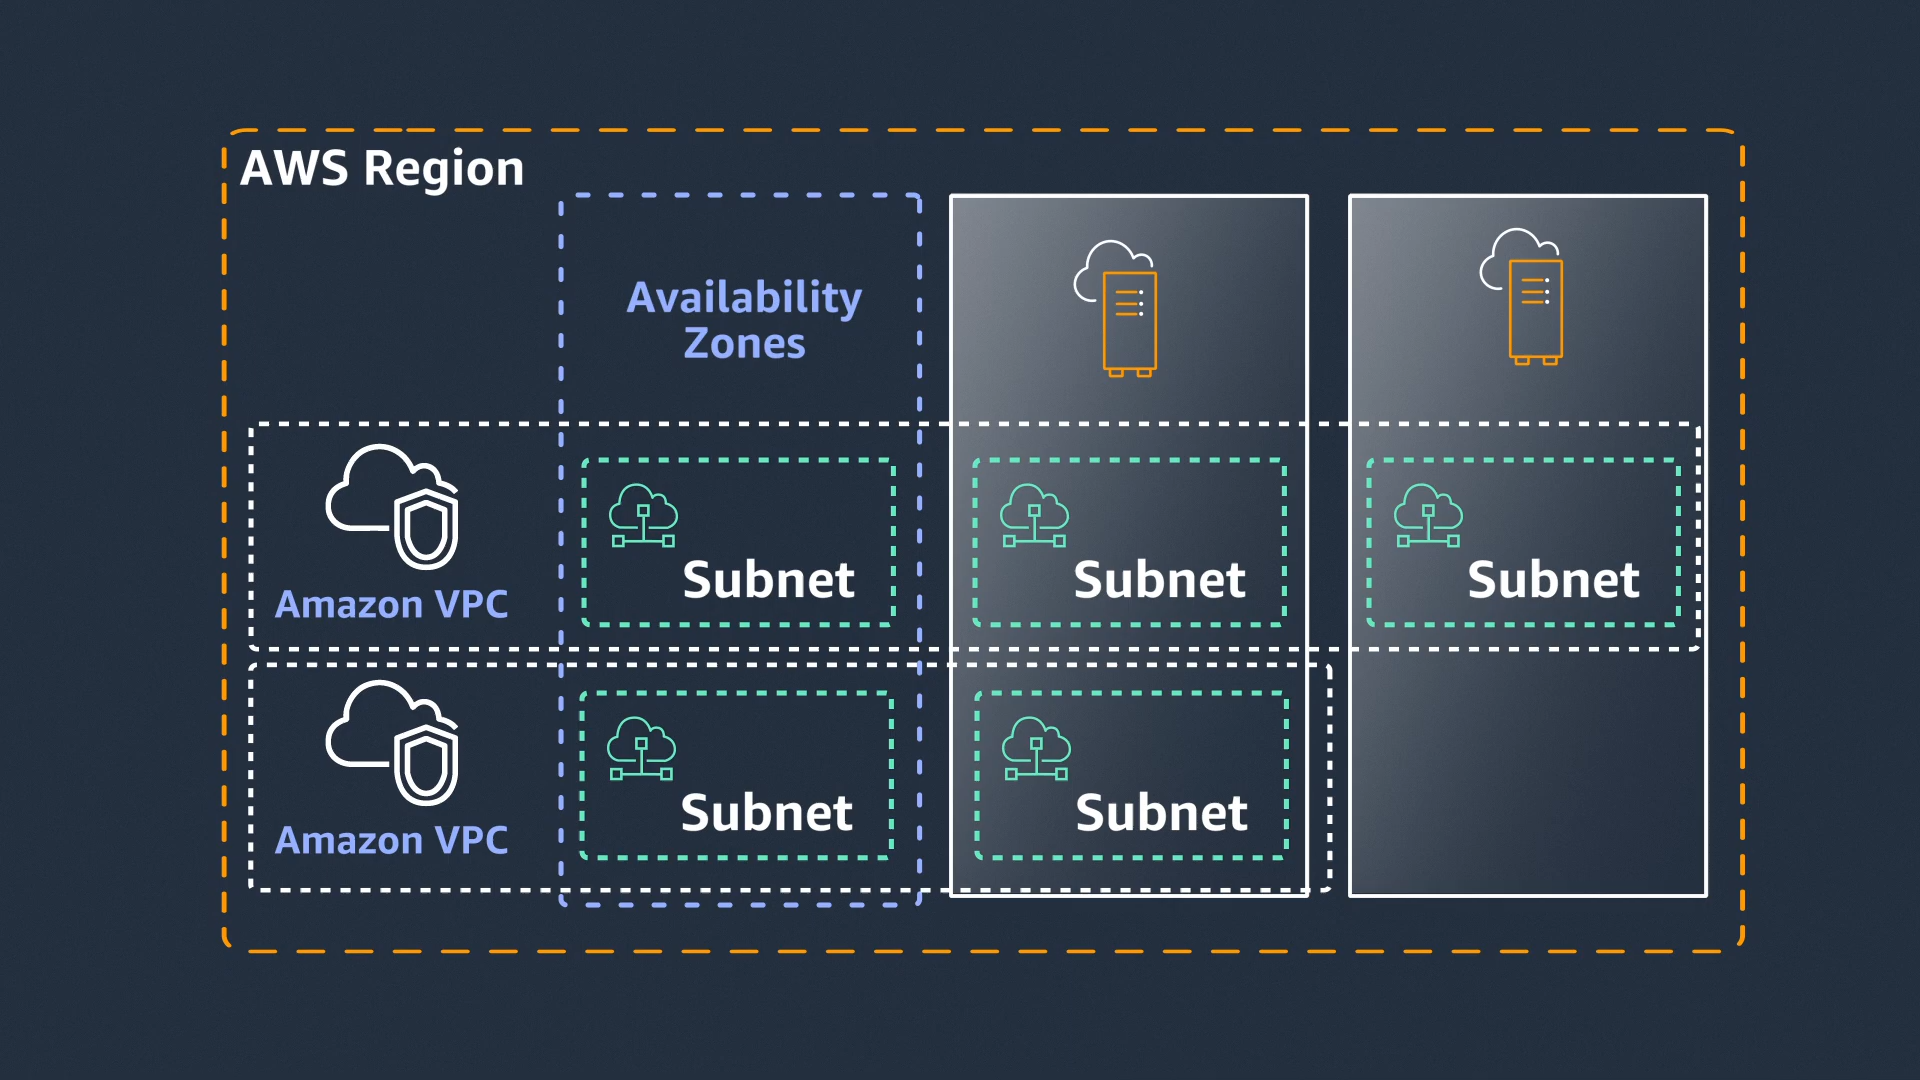 AWS Region
Availability
Zones
Amazon VPC
Subnet
Subnet
Subnet
Amazon VPC
Subnet
Subnet